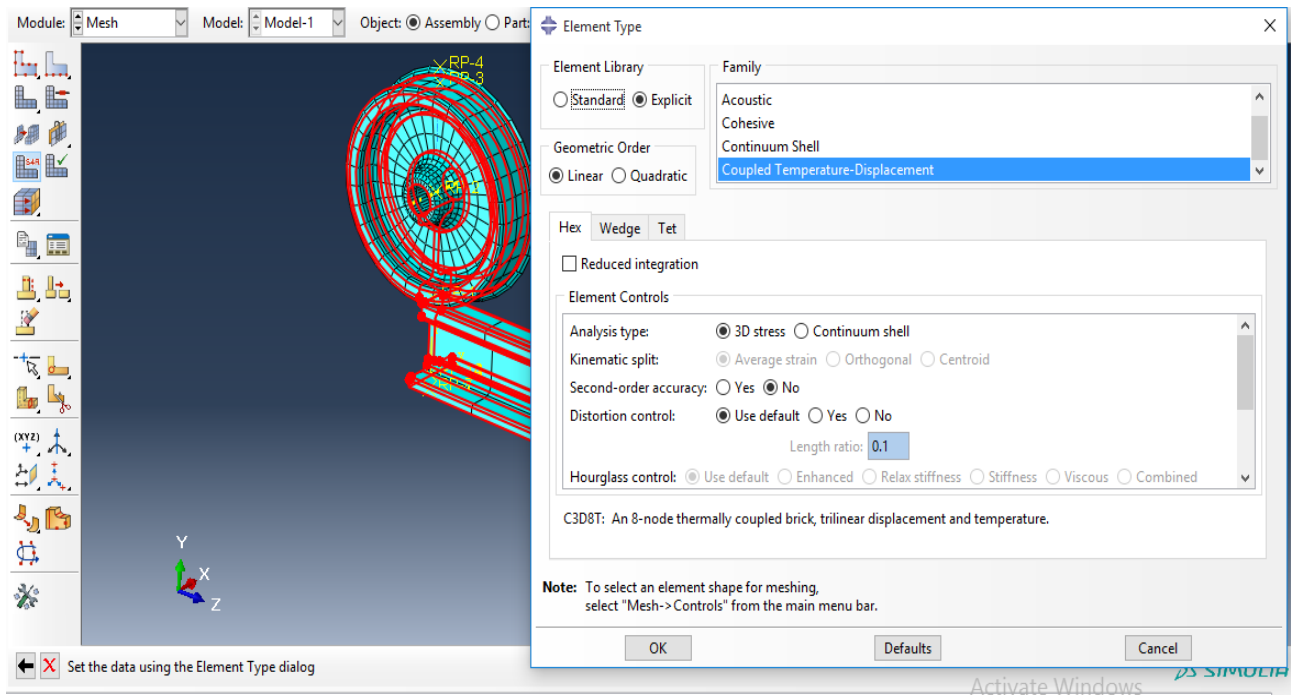 Module: Mesh Model: Model-1 Object: Assembly Part:
Element Type
Element Library
Standard Explicit
Geometric Order
Linear Quadratic
Family
Acoustic
Cohesive
Continuum Shell
Coupled Temperature-Displacement
Hex Wedge Tet
Reduced integration
Element Controls
Analysis type: 3D stress Continuum shell
Kinematic split: Average strain Orthogonal Centroid
Second-order accuracy: Yes No
Distortion control: Use default Yes No
Length ratio: 0.1
Hourglass control: Use default Enhanced Relax stiffness Stiffness Viscous Combined
C3D8T: An 8-node thermally coupled brick, trilinear displacement and temperature.
Note: To select an element shape for meshing,
select "Mesh->Controls" from the main menu bar.
OK Defaults Cancel
RP-4
RP-3
S4R
(XYZ)
Y
X
Z
Set the data using the Element Type dialog
SIMULIA
Activate Windows